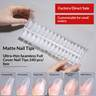 Factory Direct Sale
Customizable for small orders
Matte Nail Tips
Ultra-thin Seamless Full
Cover Nail Tips 240 pcs/
box